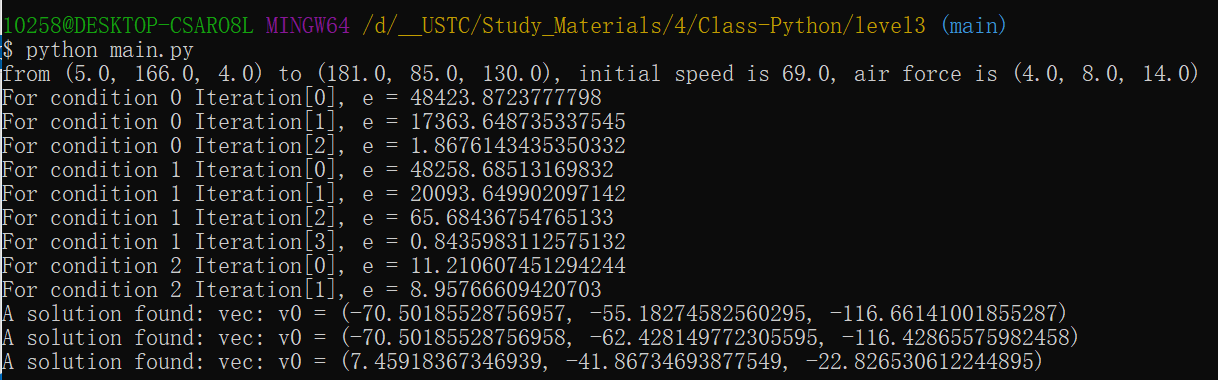 10258@DESKTOP-CSARO8L MINGW64 /d/__USTC/Study_Materials/4/Class-Python/level3 (main)
$ python main.py
from (5.0, 166.0, 4.0) to (181.0, 85.0, 130.0), initial speed is 69.0, air force is (4.0, 8.0, 14.0)
For condition 0 Iteration[0], e = 48423.8723777798
For condition 0 Iteration[1], e = 17363.648735337545
For condition 0 Iteration[2], e = 1.8676143435350332
For condition 1 Iteration[0], e = 48258.68513169832
For condition 1 Iteration[1], e = 20093.649902097142
For condition 1 Iteration[2], e = 65.68436754765133
For condition 1 Iteration[3], e = 0.8435983112575132
For condition 2 Iteration[0], e = 11.210607451294244
For condition 2 Iteration[1], e = 8.95766609420703
A solution found: vec: v0 = (-70.50185528756957, -55.18274582560295, -116.66141001855287)
A solution found: vec: v0 = (-70.50185528756958, -62.428149772305595, -116.42865575982458)
A solution found: vec: v0 = (7.45918367346939, -41.86734693877549, -22.826530612244895)